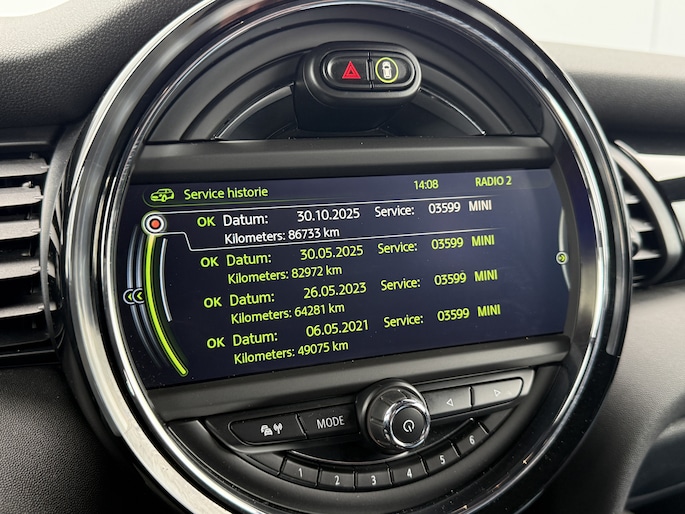 Service historie 14:08 RADIO 2
OK Datum: 30.10.2025 Service: 03599 MINI
Kilometers: 86733 km
OK Datum: 30.05.2025 Service: 03599 MINI
Kilometers: 82972 km
OK Datum: 26.05.2023 Service: 03599 MINI
Kilometers: 64281 km
OK Datum: 06.05.2021 Service: 03599 MINI
Kilometers: 49075 km
MODE
1 2 3 4 5 6